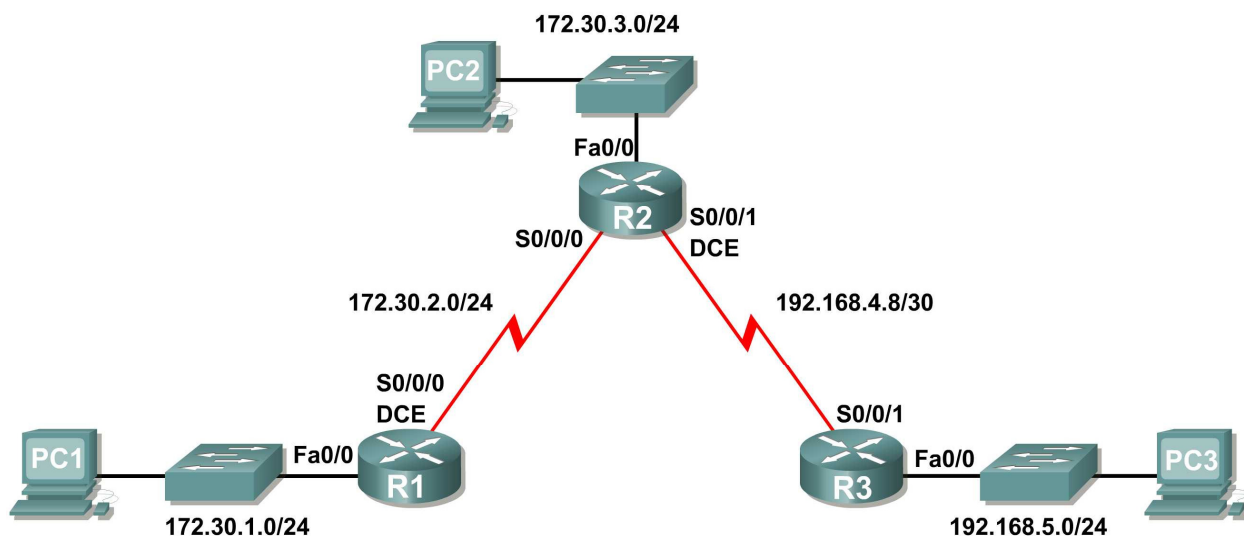 172.30.3.0/24
PC2
Fa0/0
R2
S0/0/1
DCE
S0/0/0
172.30.2.0/24
192.168.4.8/30
S0/0/0
DCE
S0/0/1
PC1
Fa0/0
R1
R3
Fa0/0
PC3
172.30.1.0/24
192.168.5.0/24